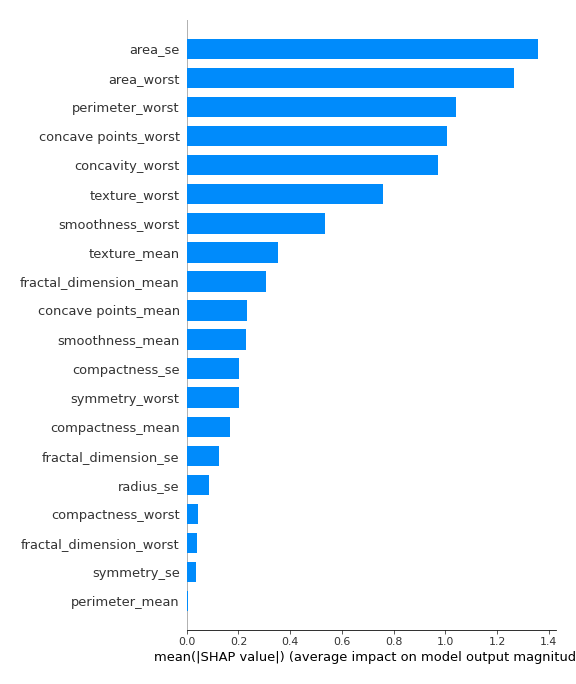 area_se
area_worst
perimeter_worst
concave points_worst
concavity_worst
texture_worst
smoothness_worst
texture_mean
fractal_dimension_mean
concave points_mean
smoothness_mean
compactness_se
symmetry_worst
compactness_mean
fractal_dimension_se
radius_se
compactness_worst
fractal_dimension_worst
symmetry_se
perimeter_mean
0.0 0.2 0.4 0.6 0.8 1.0 1.2 1.4
mean(|SHAP value|) (average impact on model output magnitud